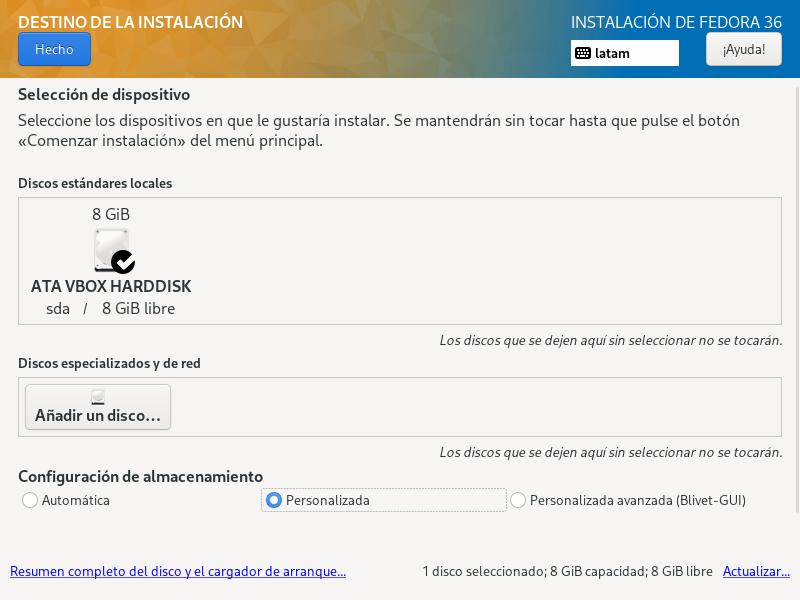 DESTINO DE LA INSTALACIÓN
INSTALACIÓN DE FEDORA 36
Hecho
latam
¡Ayuda!
Selección de dispositivo
Seleccione los dispositivos en que le gustaría instalar. Se mantendrán sin tocar hasta que pulse el botón
«Comenzar instalación» del menú principal.
Discos estándares locales
8 GiB
ATA VBOX HARDDISK
sda / 8 GiB libre
Los discos que se dejen aquí sin seleccionar no se tocarán.
Discos especializados y de red
Añadir un disco...
Los discos que se dejen aquí sin seleccionar no se tocarán.
Configuración de almacenamiento
Automática
Personalizada
Personalizada avanzada (Blivet-GUI)
Resumen completo del disco y el cargador de arranque...
1 disco seleccionado; 8 GiB capacidad; 8 GiB libre
Actualizar...